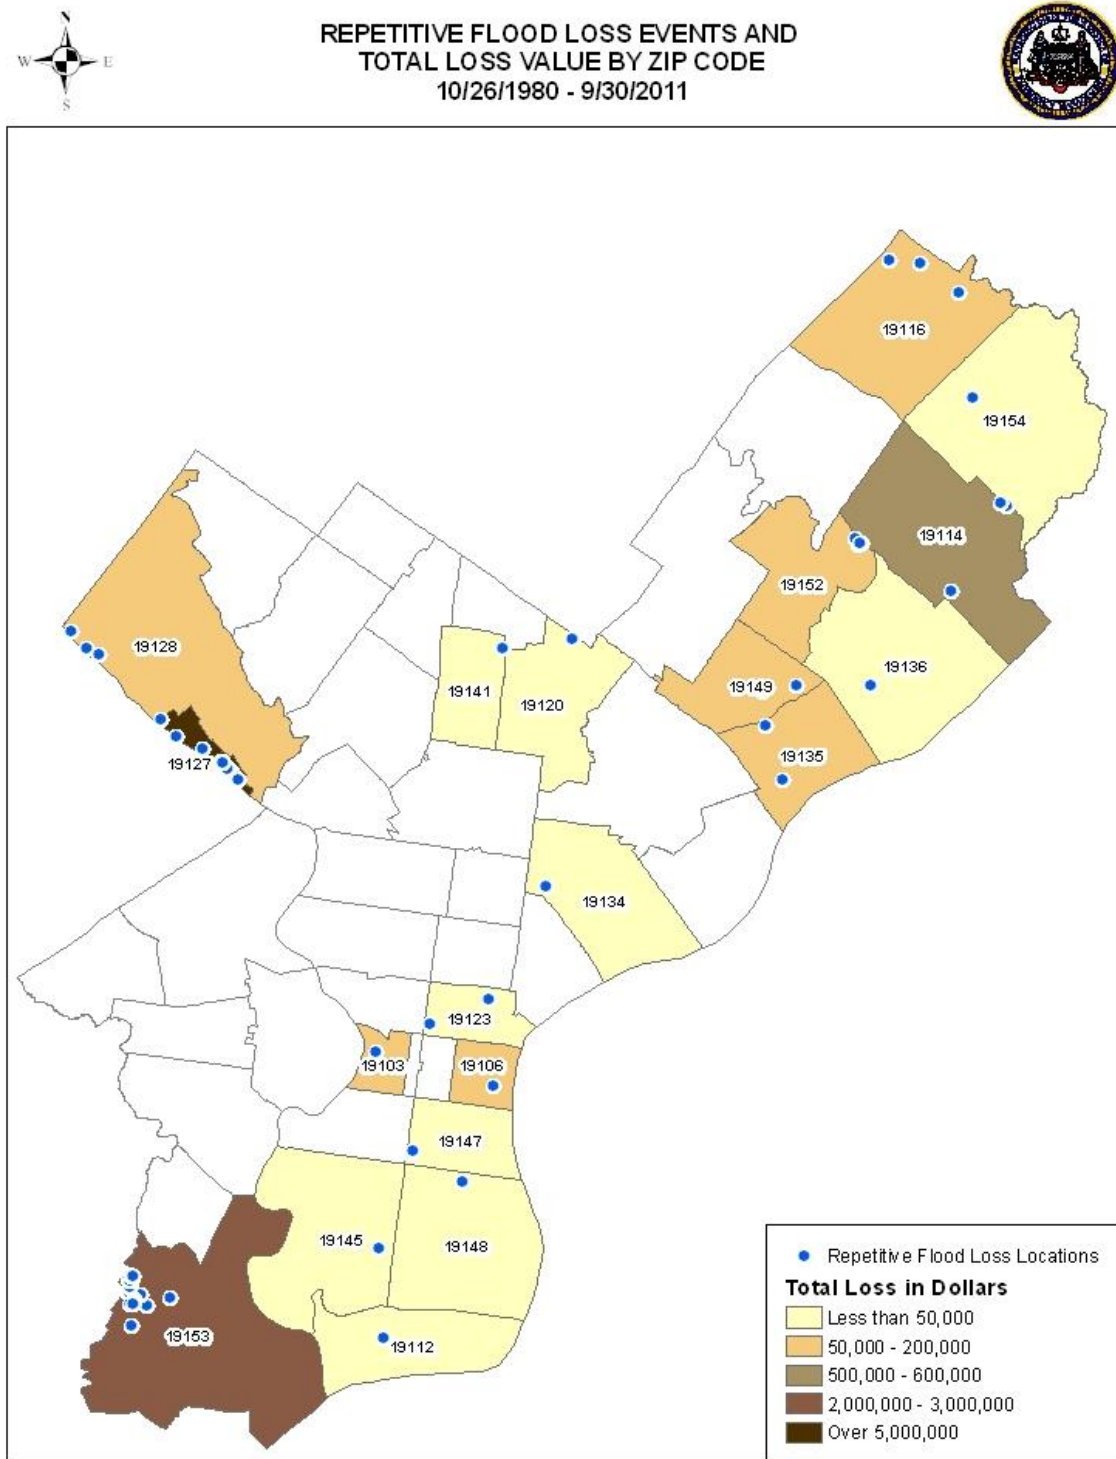 N
W E
S
REPETITIVE FLOOD LOSS EVENTS AND
TOTAL LOSS VALUE BY ZIP CODE
10/26/1980 - 9/30/2011
19116
19154
19114
19152
19128
19136
19141
19120
19149
19127
19135
19134
19123
19103
19106
19147
19145
19148
19153
19112
Repetitive Flood Loss Locations
Total Loss in Dollars
Less than 50,000
50,000 - 200,000
500,000 - 600,000
2,000,000 - 3,000,000
Over 5,000,000